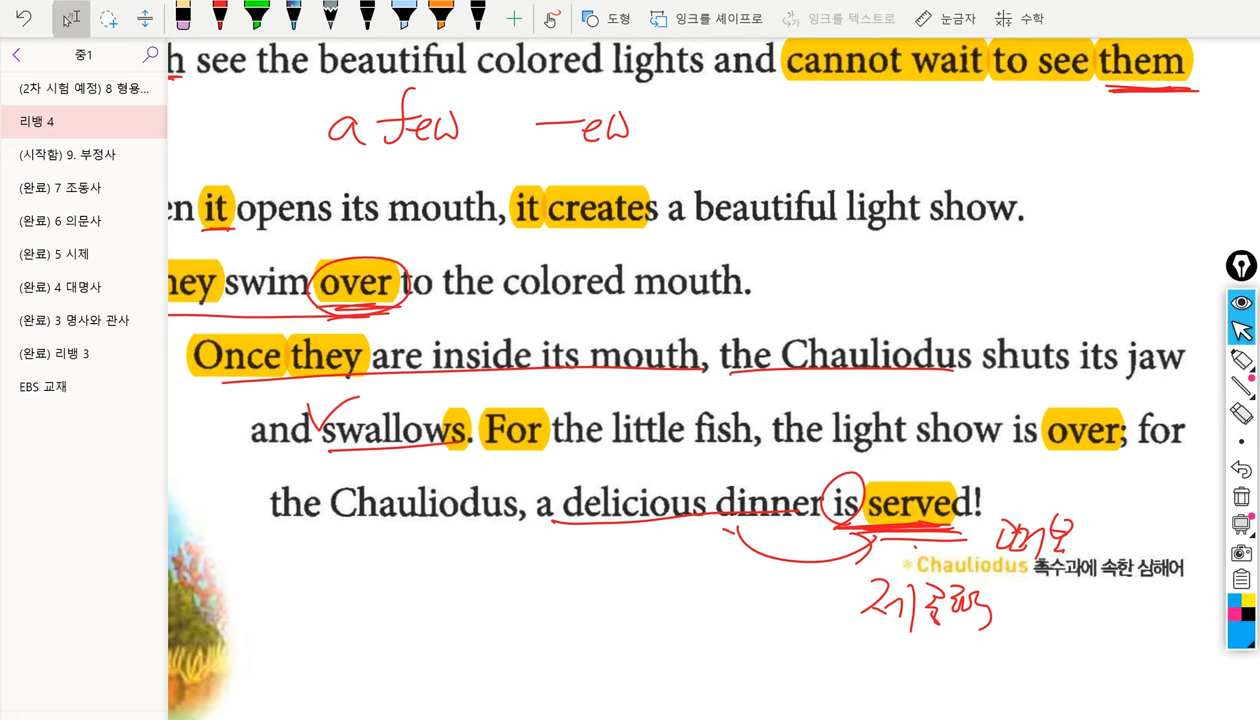 도형
잉크를 셰이프로
잉크를 텍스트로
눈금자
수학
중1
(2차 시험 예정) 8 형용...
리뱅 4
(시작함) 9. 부정사
(완료) 7 조동사
(완료) 6 의문사
(완료) 5 시제
(완료) 4 대명사
(완료) 3 명사와 관사
(완료) 리뱅 3
EBS 교재
h see the beautiful colored lights and cannot wait to see them
a few
en it opens its mouth, it creates a beautiful light show.
hey swim over to the colored mouth.
Once they are inside its mouth, the Chauliodus shuts its jaw
and swallows. For the little fish, the light show is over; for
the Chauliodus, a delicious dinner is served!
* Chauliodus 촉수과에 속한 심해어